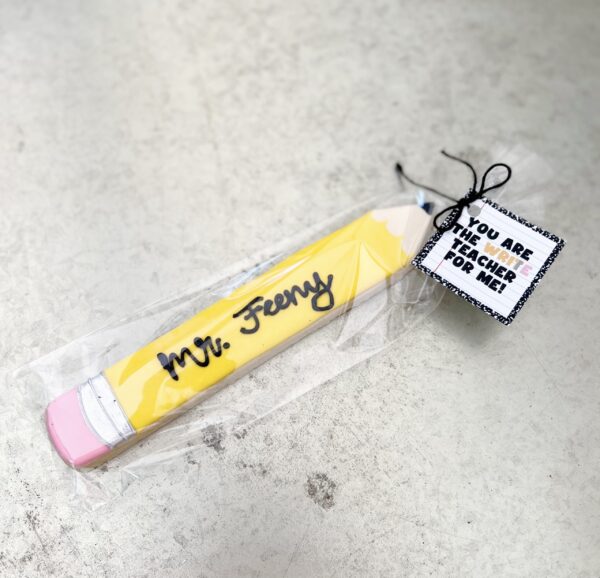 Mr. Feeny
YOU ARE
THE WRITE
TEACHER
FOR ME!